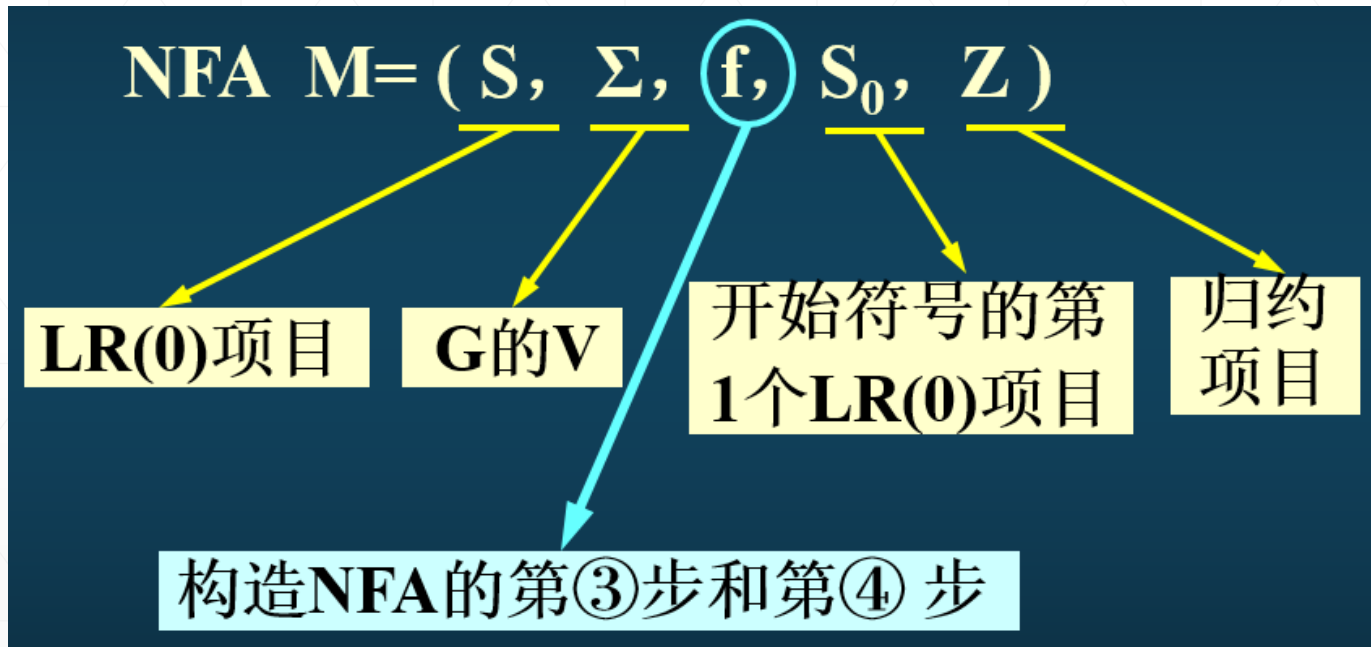 NFA M= ( S, Σ, f, S₀, Z )
LR(0)项目
G的V
开始符号的第
1个LR(0)项目
归约
项目
构造NFA的第③步和第④ 步